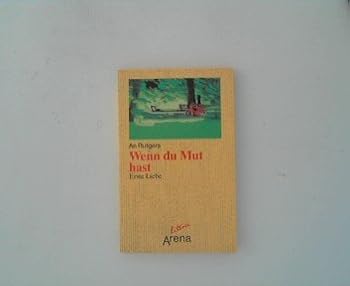 An Rutgers
Wenn du Mut
hast
Erste Liebe
Arena